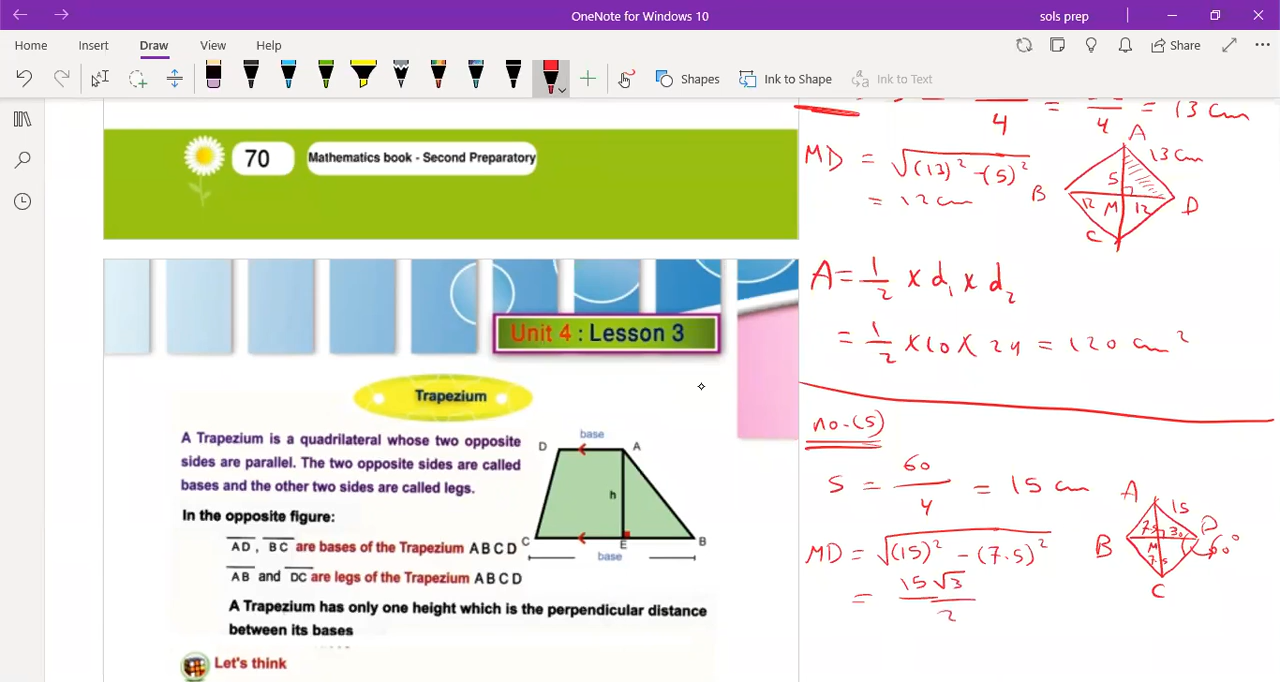 OneNote for Windows 10
sols prep
Home Insert Draw View Help
Share
Shapes
Ink to Shape
Ink to Text
70 Mathematics book - Second Preparatory
Unit 4 : Lesson 3
Trapezium
A Trapezium is a quadrilateral whose two opposite
sides are parallel. The two opposite sides are called
bases and the other two sides are called legs.
In the opposite figure:
AD , BC are bases of the Trapezium A B C D
AB and DC are legs of the Trapezium A B C D
A Trapezium has only one height which is the perpendicular distance
between its bases
Let's think
base
D A
h
C E B
base
4 = 4 = 13 cm
MD = √(13)² - (5)²
= 12 cm
A
13 cm
5
B 12 M 12 D
C
A = 1/2 × d₁ × d₂
= 1/2 × 10 × 24 = 120 cm²
no.(5)
S = 60/4 = 15 cm
MD = √(15)² - (7.5)²
= 15√3/2
A
15
7.5 30 D
B M 60°
7.5
C